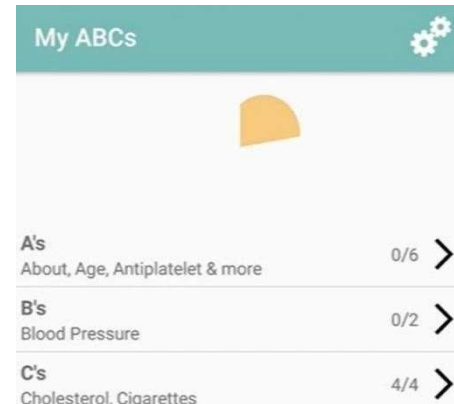 My ABCs
A's
About, Age, Antiplatelet & more
0/6
B's
Blood Pressure
0/2
C's
Cholesterol, Cigarettes
4/4